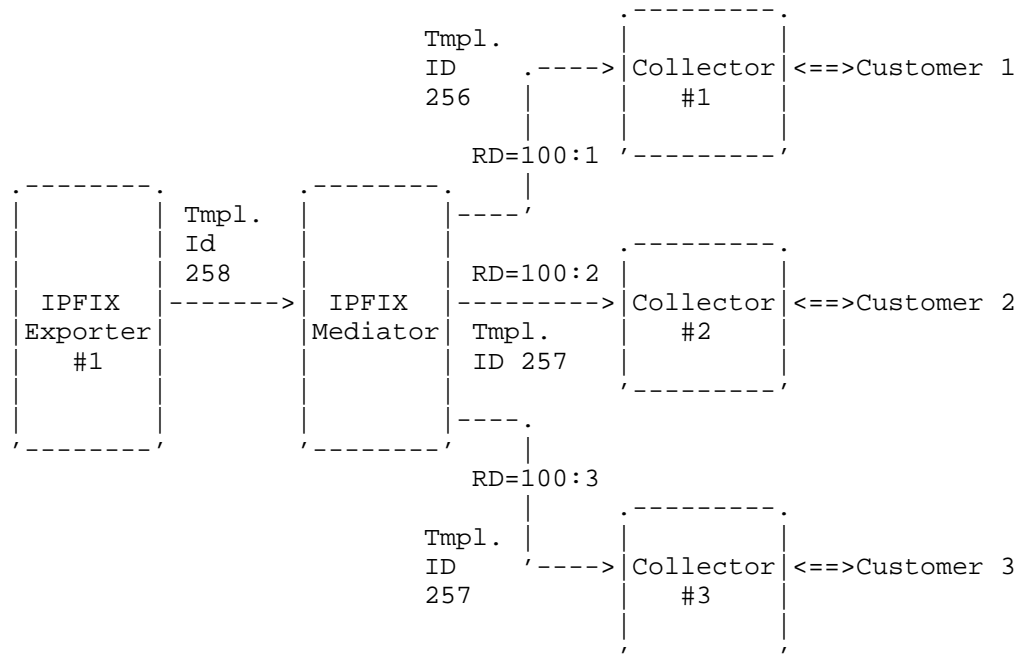 Tmpl.
ID .---->|Collector|<==>Customer 1
256 #1
RD=100:1
Tmpl.
Id
258 RD=100:2
IPFIX ------->| IPFIX --------->|Collector|<==>Customer 2
Exporter Mediator Tmpl. #2
#1 ID 257
RD=100:3
Tmpl.
ID '---->|Collector|<==>Customer 3
257 #3